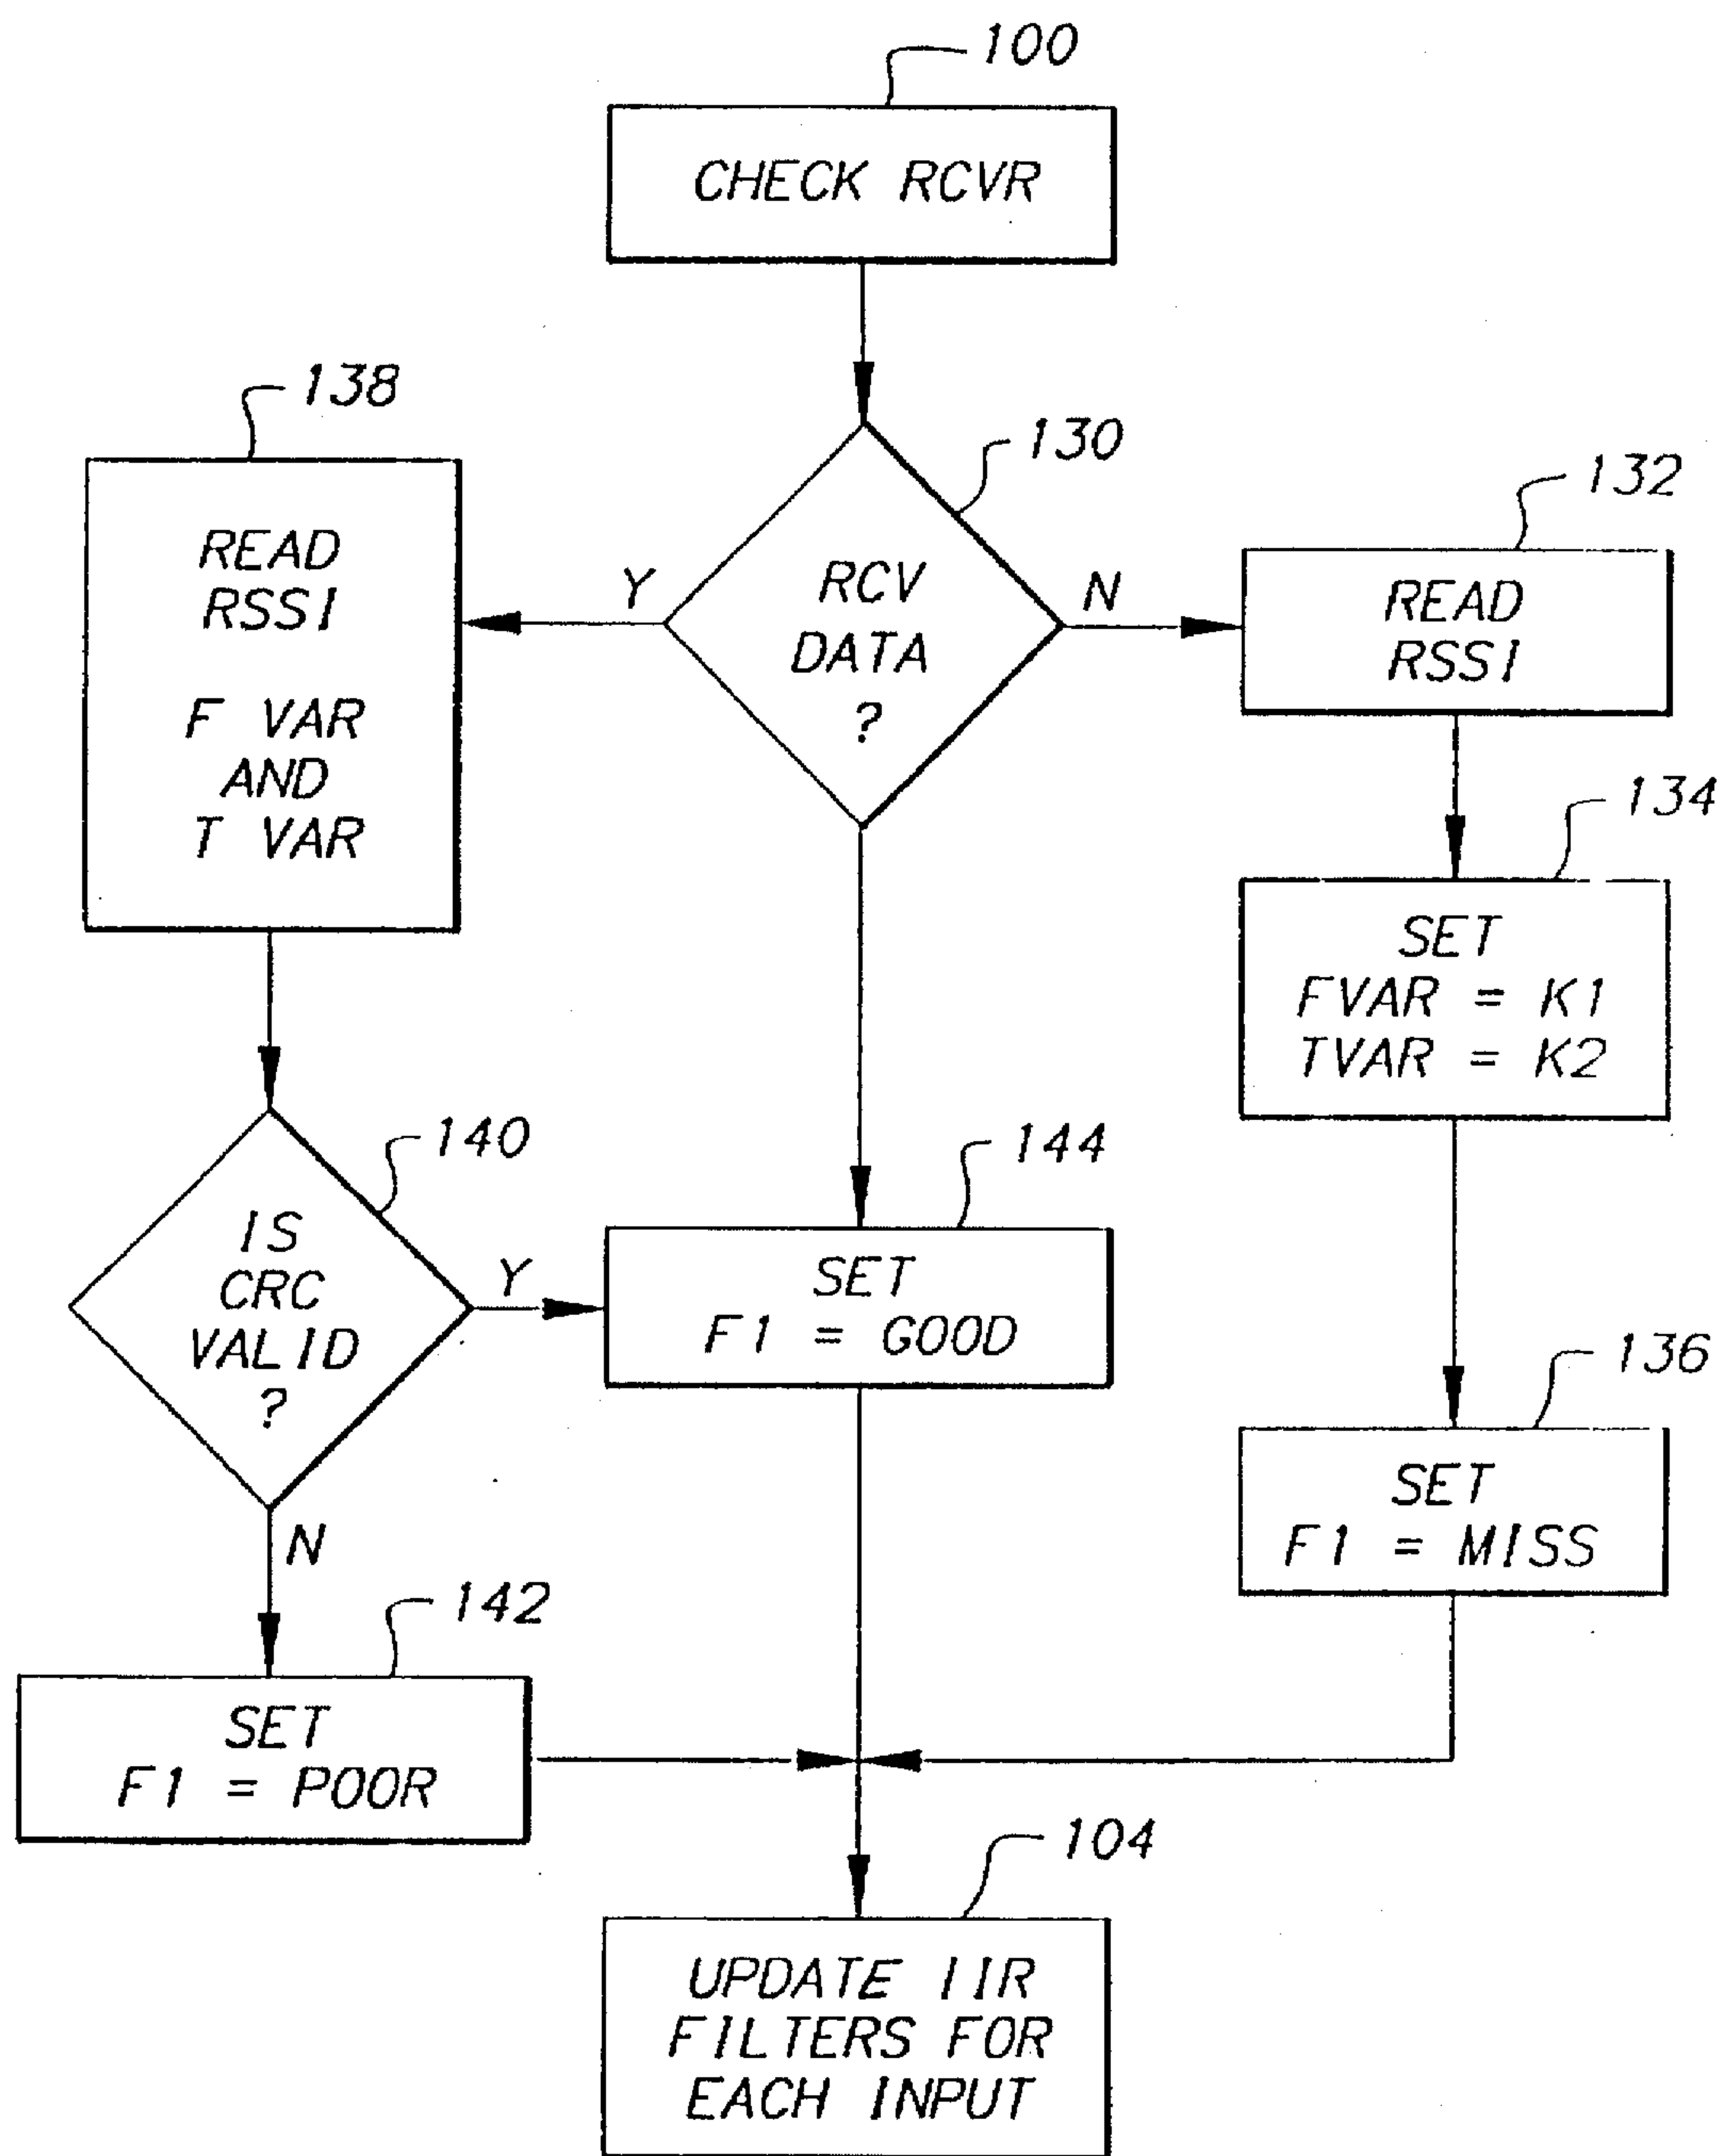 100
CHECK RCVR
138
130
132
READ
RSSI
F VAR
AND
T VAR
Y
RCV
DATA
?
N
READ
RSSI
134
SET
FVAR = K1
TVAR = K2
140
144
IS
CRC
VALID
?
Y
SET
F1 = GOOD
136
SET
F1 = MISS
N
142
SET
F1 = POOR
104
UPDATE IIR
FILTERS FOR
EACH INPUT